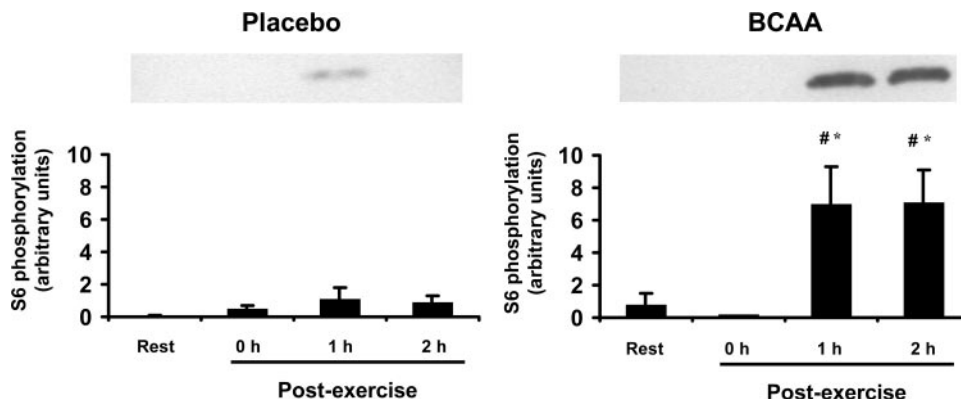 Placebo
S6 phosphorylation
(arbitrary units)
10
8
6
4
2
0
Rest
0 h
1 h
2 h
Post-exercise
BCAA
# *
# *
S6 phosphorylation
(arbitrary units)
10
8
6
4
2
0
Rest
0 h
1 h
2 h
Post-exercise